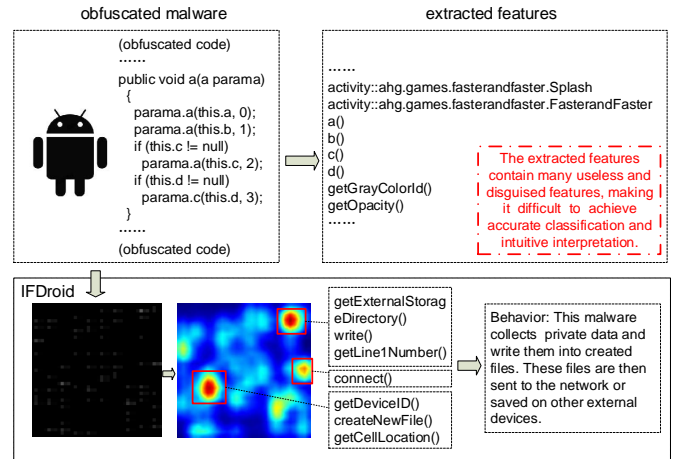 obfuscated malware
(obfuscated code)
......
public void a(a parama)
{
parama.a(this.a, 0);
parama.a(this.b, 1);
if (this.c != null)
parama.a(this.c, 2);
if (this.d != null)
parama.c(this.d, 3);
}
......
(obfuscated code)
extracted features
......
activity::ahg.games.fasterandfaster.Splash
activity::ahg.games.fasterandfaster.FasterandFaster
a()
b()
c()
d()
getGrayColorId()
getOpacity()
......
The extracted features
contain many useless and
disguised features, making
it difficult to achieve
accurate classification and
intuitive interpretation.
IFDroid
getExternalStorag
eDirectory()
write()
getLine1Number()
connect()
getDeviceID()
createNewFile()
getCellLocation()
Behavior: This malware
collects private data and
write them into created
files. These files are then
sent to the network or
saved on other external
devices.